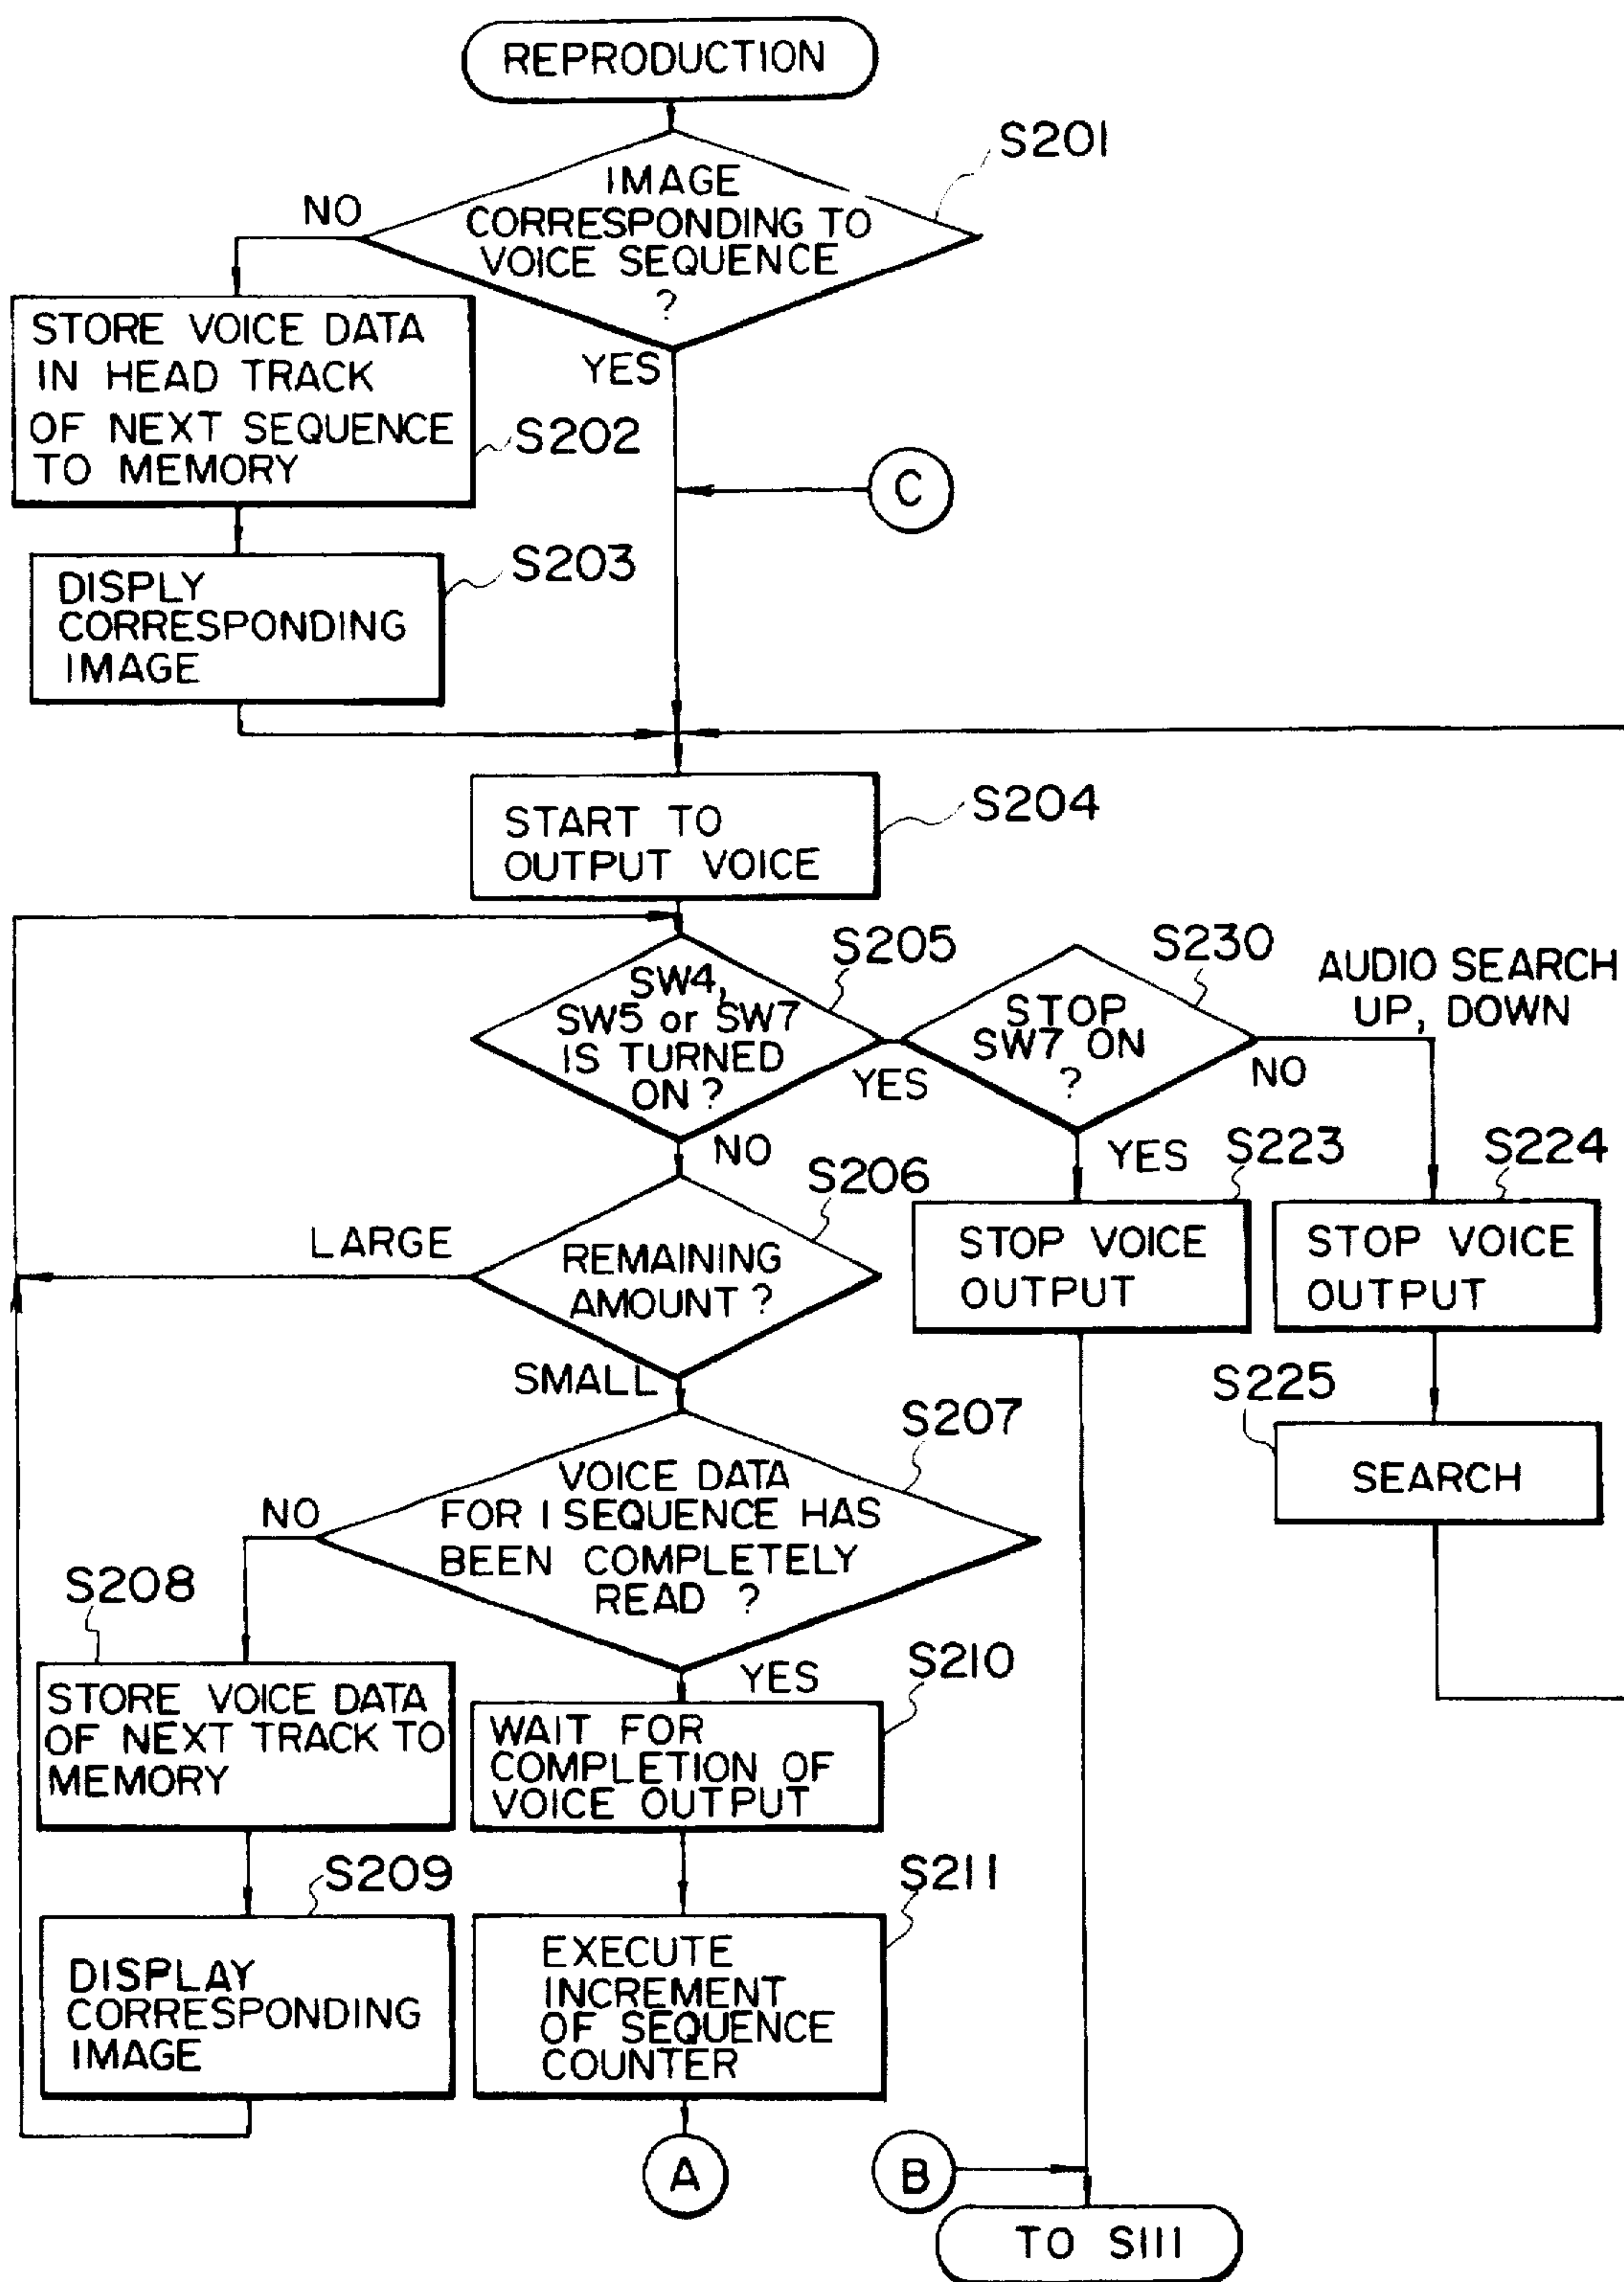 REPRODUCTION
S201
IMAGE
CORRESPONDING TO
VOICE SEQUENCE
?
NO
YES
STORE VOICE DATA
IN HEAD TRACK
OF NEXT SEQUENCE
TO MEMORY
S202
C
S203
DISPLY
CORRESPONDING
IMAGE
S204
START TO
OUTPUT VOICE
S205
SW4,
SW5 or SW7
IS TURNED
ON ?
YES
NO
S230
STOP
SW7 ON
?
AUDIO SEARCH
UP, DOWN
NO
YES
S206
LARGE
REMAINING
AMOUNT ?
SMALL
S223
STOP VOICE
OUTPUT
S224
STOP VOICE
OUTPUT
S225
SEARCH
S207
VOICE DATA
FOR 1 SEQUENCE HAS
BEEN COMPLETELY
READ ?
NO
YES
S208
STORE VOICE DATA
OF NEXT TRACK TO
MEMORY
S210
WAIT FOR
COMPLETION OF
VOICE OUTPUT
S209
DISPLAY
CORRESPONDING
IMAGE
S211
EXECUTE
INCREMENT
OF SEQUENCE
COUNTER
A
B
TO S111